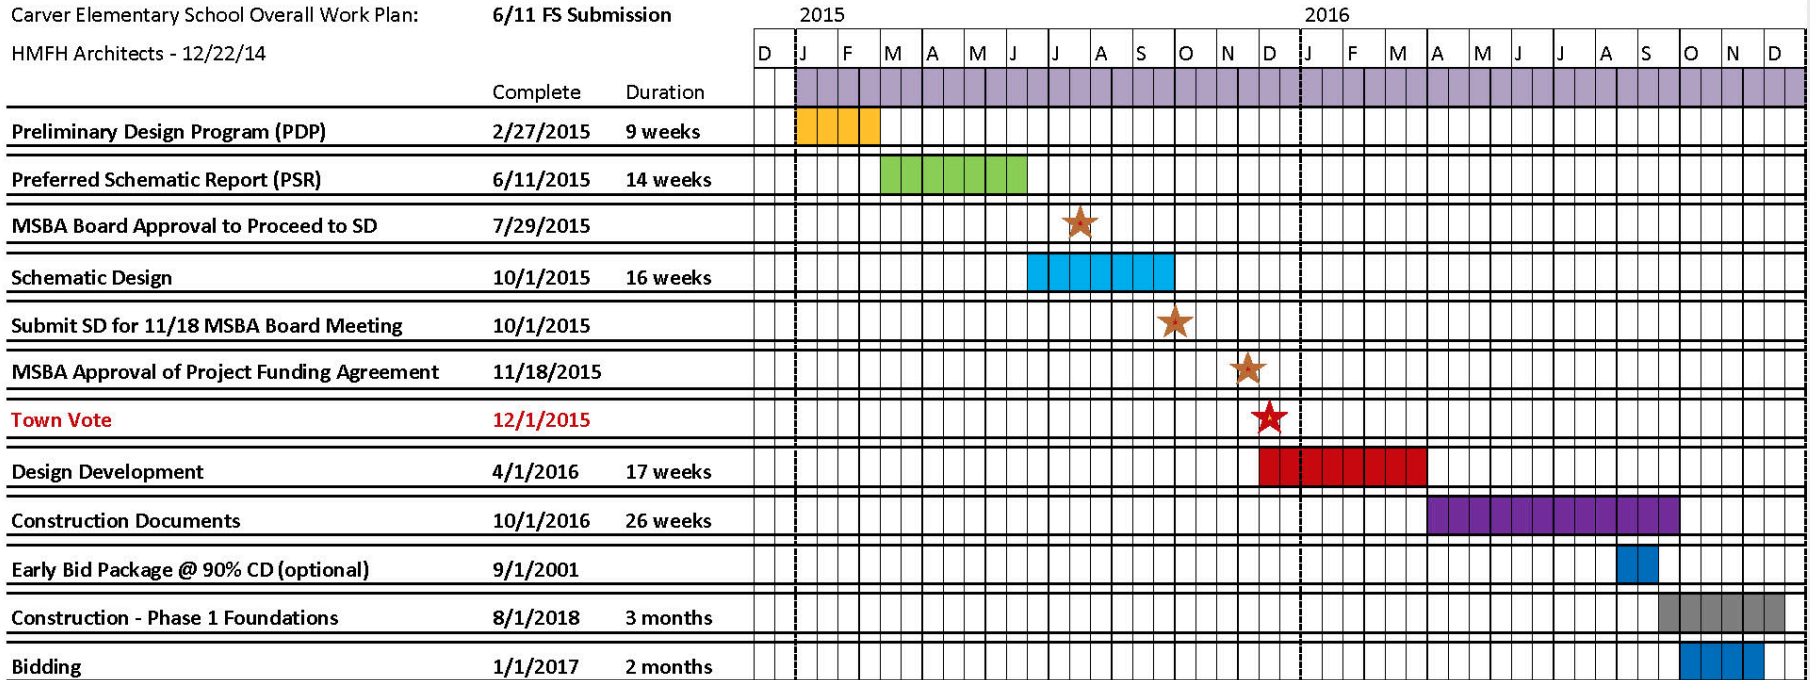 Carver Elementary School Overall Work Plan: 6/11 FS Submission 2015 2016
HMFH Architects - 12/22/14 D J F M A M J J A S O N D J F M A M J J A S O N D
Complete Duration
Preliminary Design Program (PDP) 2/27/2015 9 weeks
Preferred Schematic Report (PSR) 6/11/2015 14 weeks
MSBA Board Approval to Proceed to SD 7/29/2015
Schematic Design 10/1/2015 16 weeks
Submit SD for 11/18 MSBA Board Meeting 10/1/2015
MSBA Approval of Project Funding Agreement 11/18/2015
Town Vote 12/1/2015
Design Development 4/1/2016 17 weeks
Construction Documents 10/1/2016 26 weeks
Early Bid Package @ 90% CD (optional) 9/1/2001
Construction - Phase 1 Foundations 8/1/2018 3 months
Bidding 1/1/2017 2 months